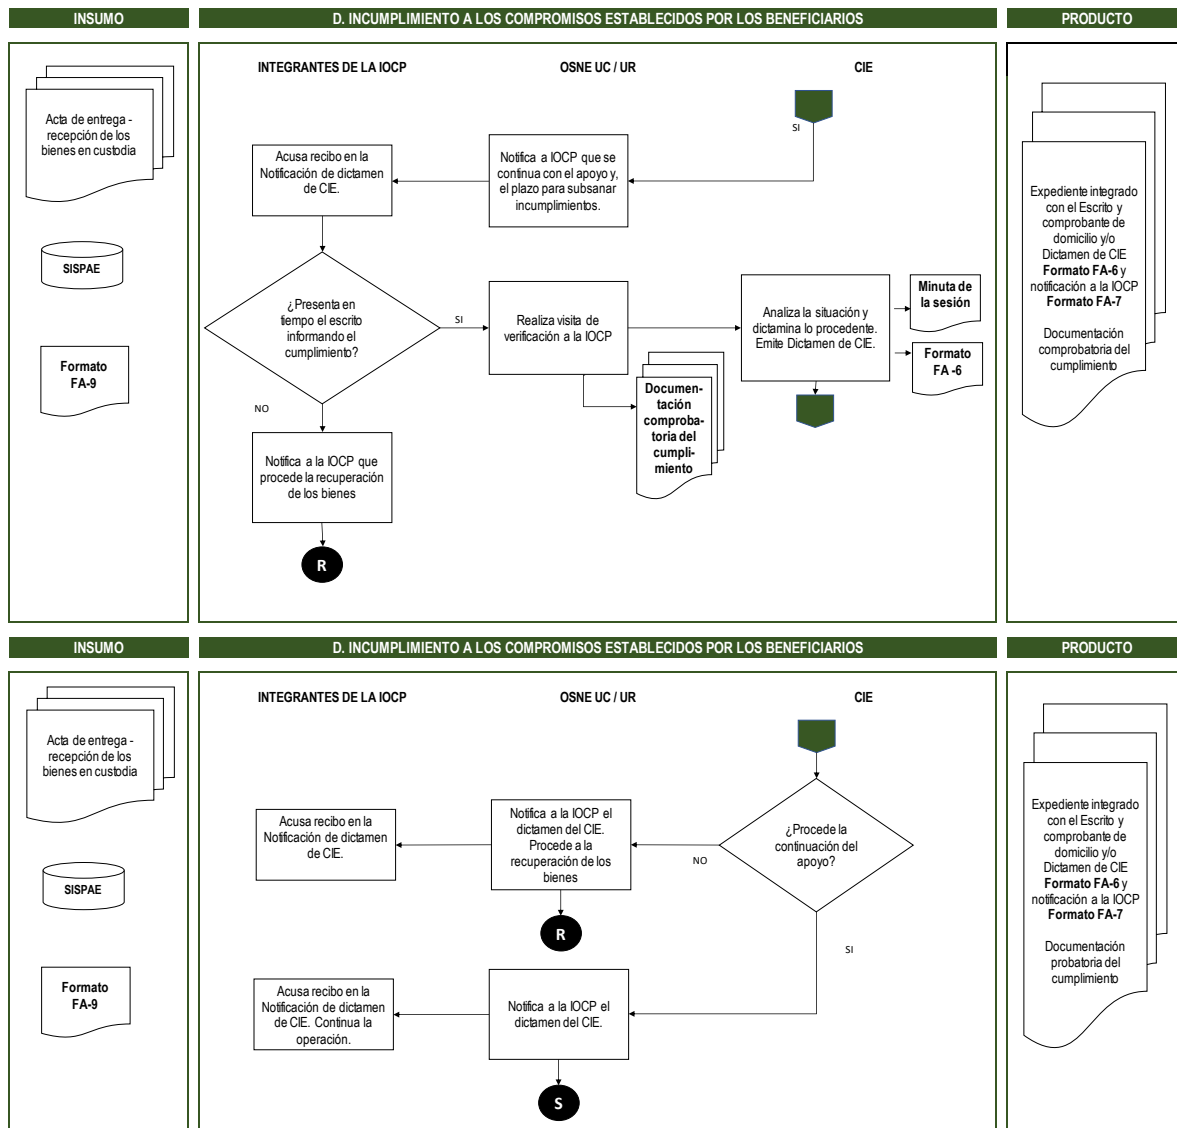 INSUMO
D. INCUMPLIMIENTO A LOS COMPROMISOS ESTABLECIDOS POR LOS BENEFICIARIOS
PRODUCTO
Acta de entrega -
recepción de los
bienes en custodia
SISPAE
Formato
FA-9
INTEGRANTES DE LA IOCP
OSNE UC / UR
CIE
SI
Notifica a IOCP que se
continua con el apoyo y,
el plazo para subsanar
incumplimientos.
Acusa recibo en la
Notificación de dictamen
de CIE.
¿Presenta en
tiempo el escrito
informando el
cumplimiento?
SI
Realiza visita de
verificación a la IOCP
Documen-
tación
comproba-
toria del
cumpli-
miento
Analiza la situación y
dictamina lo procedente.
Emite Dictamen de CIE.
Minuta de
la sesión
Formato
FA -6
NO
Notifica a la IOCP que
procede la recuperación
de los bienes
R
Expediente integrado
con el Escrito y
comprobante de
domicilio y/o
Dictamen de CIE
Formato FA-6 y
notificación a la IOCP
Formato FA-7
Documentación
comprobatoria del
cumplimiento
INSUMO
D. INCUMPLIMIENTO A LOS COMPROMISOS ESTABLECIDOS POR LOS BENEFICIARIOS
PRODUCTO
Acta de entrega -
recepción de los
bienes en custodia
SISPAE
Formato
FA-9
INTEGRANTES DE LA IOCP
OSNE UC / UR
CIE
¿Procede la
continuación del
apoyo?
NO
Notifica a la IOCP el
dictamen del CIE.
Procede a la
recuperación de los
bienes
Acusa recibo en la
Notificación de dictamen
de CIE.
R
SI
Notifica a la IOCP el
dictamen del CIE.
Acusa recibo en la
Notificación de dictamen
de CIE. Continua la
operación.
S
Expediente integrado
con el Escrito y
comprobante de
domicilio y/o
Dictamen de CIE
Formato FA-6 y
notificación a la IOCP
Formato FA-7
Documentación
probatoria del
cumplimiento